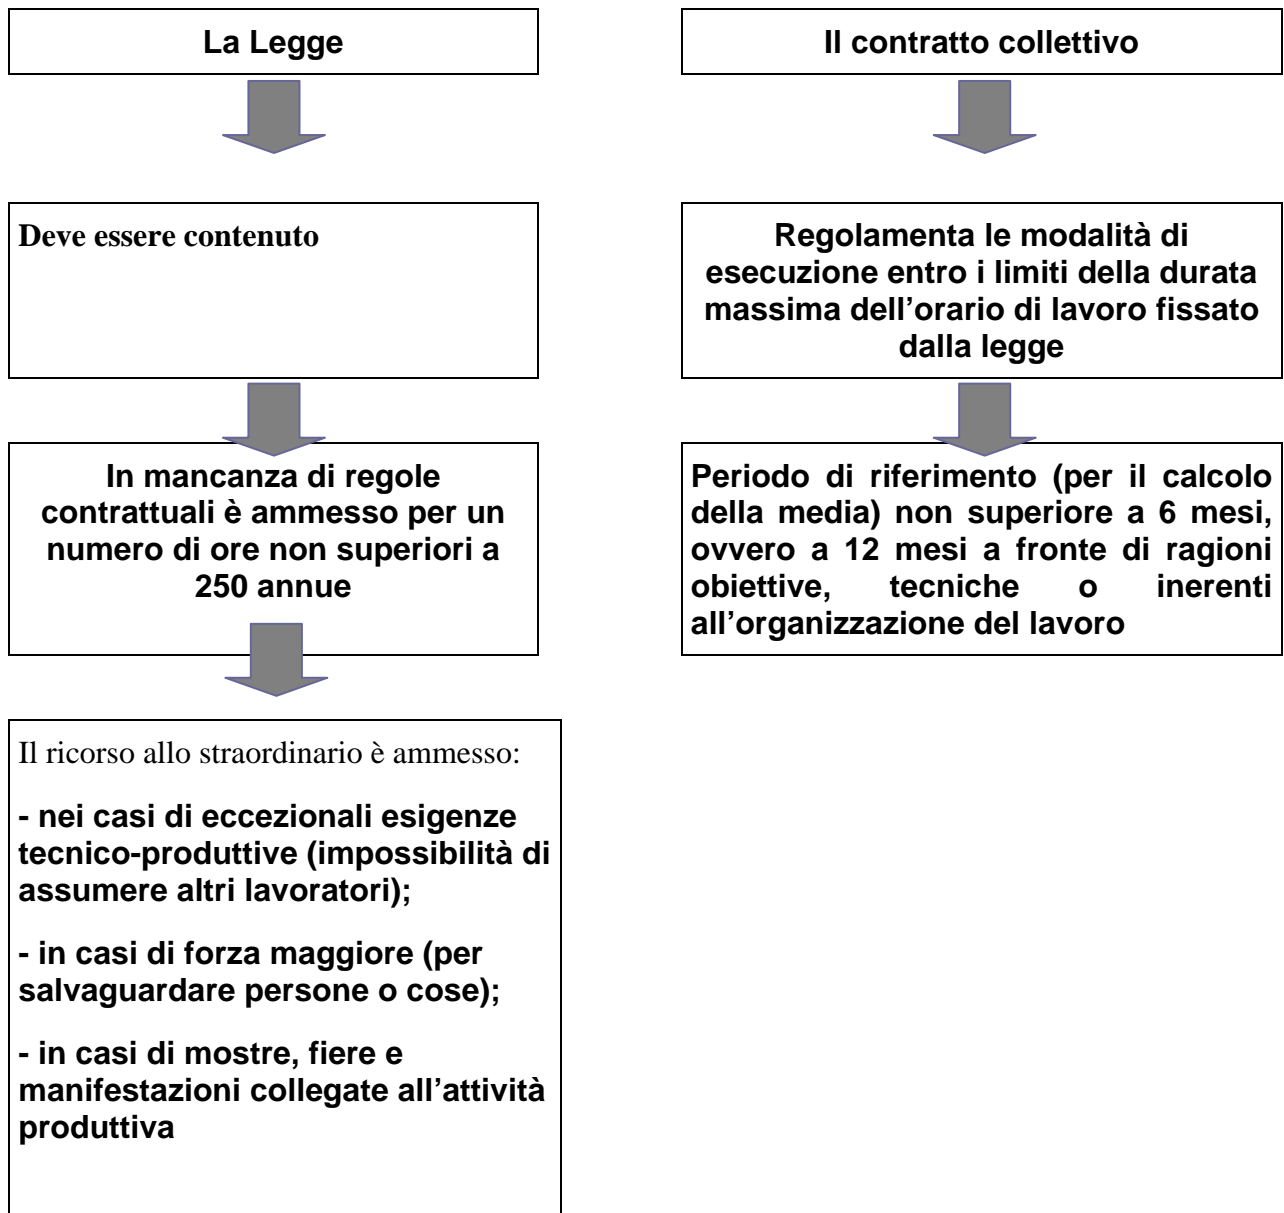 La Legge
Deve essere contenuto
In mancanza di regole
contrattuali è ammesso per un
numero di ore non superiori a
250 annue
Il ricorso allo straordinario è ammesso:
- nei casi di eccezionali esigenze
tecnico-produttive (impossibilità di
assumere altri lavoratori);
- in casi di forza maggiore (per
salvaguardare persone o cose);
- in casi di mostre, fiere e
manifestazioni collegate all’attività
produttiva
Il contratto collettivo
Regolamenta le modalità di
esecuzione entro i limiti della durata
massima dell’orario di lavoro fissato
dalla legge
Periodo di riferimento (per il calcolo
della media) non superiore a 6 mesi,
ovvero a 12 mesi a fronte di ragioni
obiettive, tecniche o inerenti
all’organizzazione del lavoro